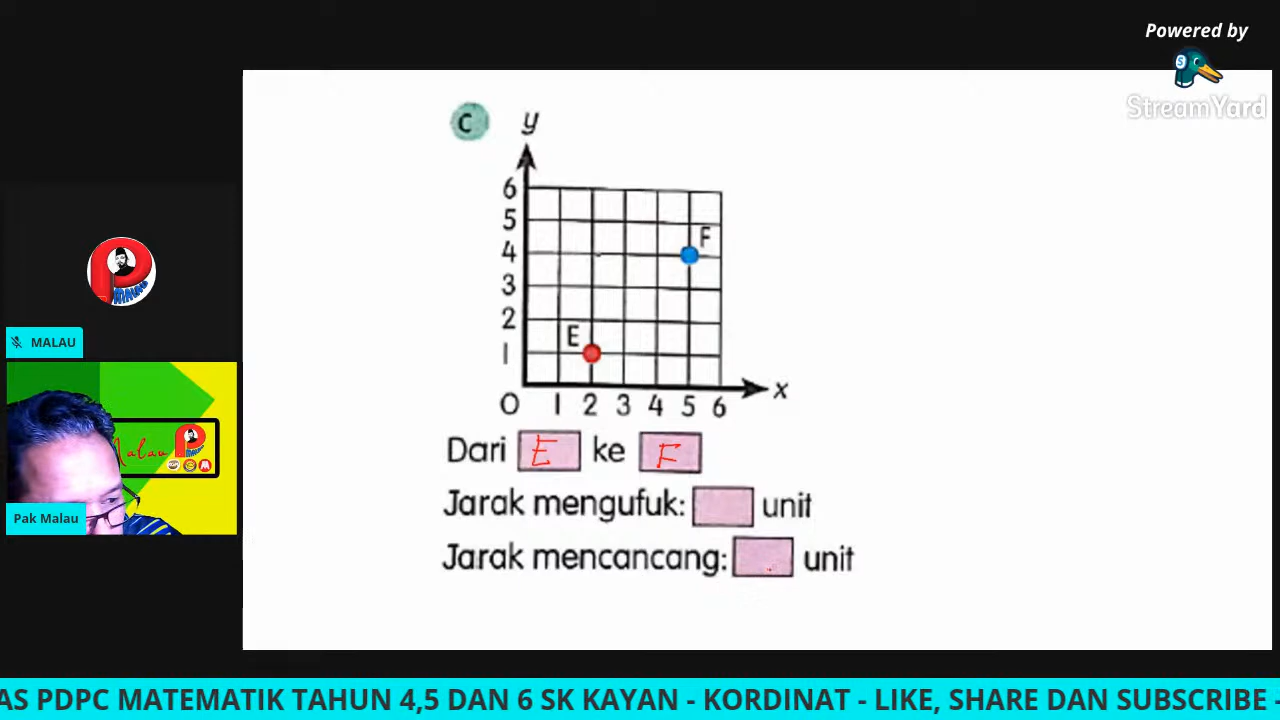 Powered by
StreamYard
C
y
6
5
4
3
2
1
O 1 2 3 4 5 6
x
F
E
Dari E ke F
Jarak mengufuk: unit
Jarak mencancang: unit
MALAU
MALAU
Malau
Pak Malau
AS PDPC MATEMATIK TAHUN 4,5 DAN 6 SK KAYAN - KORDINAT - LIKE, SHARE DAN SUBSCRIBE -